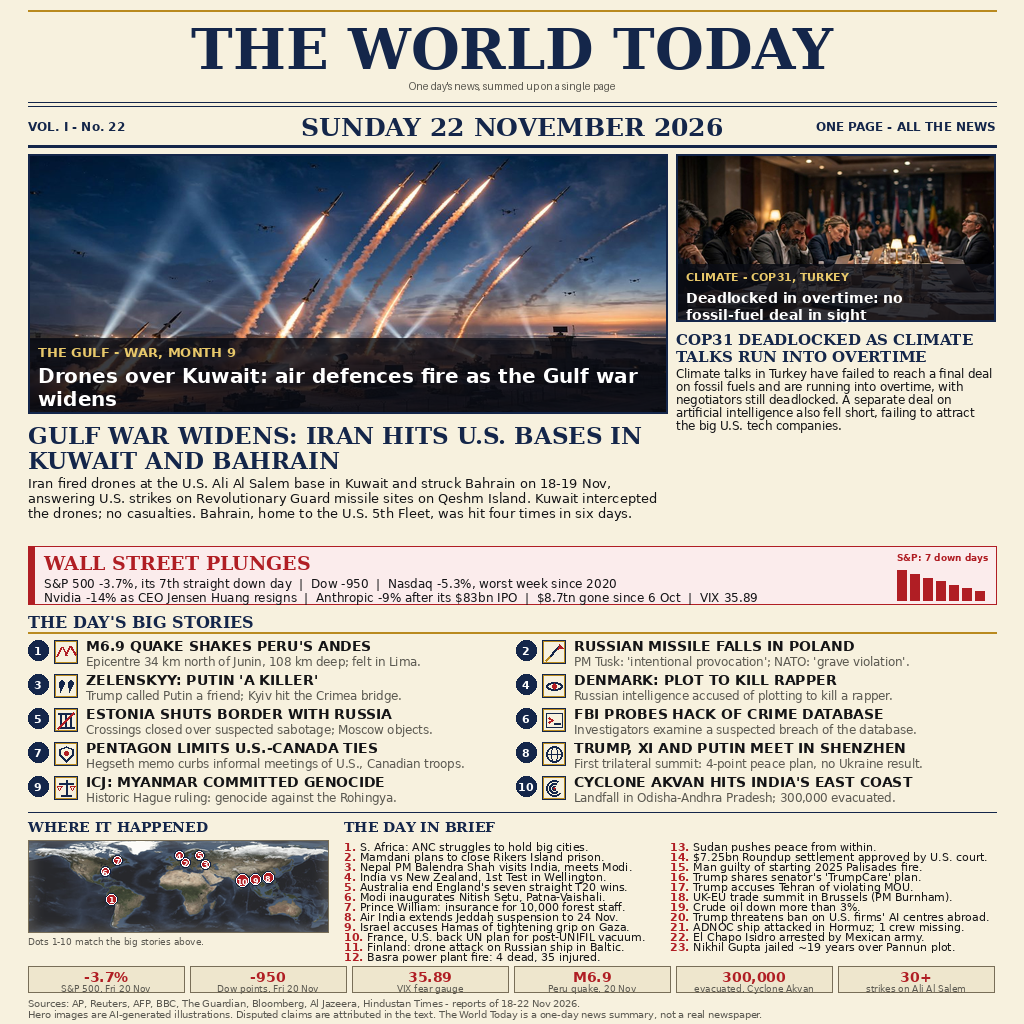 THE WORLD TODAY
One day's news, summed up on a single page
VOL. I - No. 22
SUNDAY 22 NOVEMBER 2026
ONE PAGE - ALL THE NEWS
THE GULF - WAR, MONTH 9
Drones over Kuwait: air defences fire as the Gulf war
widens
GULF WAR WIDENS: IRAN HITS U.S. BASES IN
KUWAIT AND BAHRAIN
Iran fired drones at the U.S. Ali Al Salem base in Kuwait and struck Bahrain on 18-19 Nov,
answering U.S. strikes on Revolutionary Guard missile sites on Qeshm Island. Kuwait intercepted
the drones; no casualties. Bahrain, home to the U.S. 5th Fleet, was hit four times in six days.
CLIMATE - COP31, TURKEY
Deadlocked in overtime: no
fossil-fuel deal in sight
COP31 DEADLOCKED AS CLIMATE
TALKS RUN INTO OVERTIME
Climate talks in Turkey have failed to reach a final deal
on fossil fuels and are running into overtime, with
negotiators still deadlocked. A separate deal on
artificial intelligence also fell short, failing to attract
the big U.S. tech companies.
WALL STREET PLUNGES
S&P 500 -3.7%, its 7th straight down day | Dow -950 | Nasdaq -5.3%, worst week since 2020
Nvidia -14% as CEO Jensen Huang resigns | Anthropic -9% after its $83bn IPO | $8.7tn gone since 6 Oct | VIX 35.89
S&P: 7 down days
THE DAY'S BIG STORIES
1 M6.9 QUAKE SHAKES PERU'S ANDES
Epicentre 34 km north of Junin, 108 km deep; felt in Lima.
2 RUSSIAN MISSILE FALLS IN POLAND
PM Tusk: 'intentional provocation'; NATO: 'grave violation'.
3 ZELENSKYY: PUTIN 'A KILLER'
Trump called Putin a friend; Kyiv hit the Crimea bridge.
4 DENMARK: PLOT TO KILL RAPPER
Russian intelligence accused of plotting to kill a rapper.
5 ESTONIA SHUTS BORDER WITH RUSSIA
Crossings closed over suspected sabotage; Moscow objects.
6 FBI PROBES HACK OF CRIME DATABASE
Investigators examine a suspected breach of the database.
7 PENTAGON LIMITS U.S.-CANADA TIES
Hegseth memo curbs informal meetings of U.S., Canadian troops.
8 TRUMP, XI AND PUTIN MEET IN SHENZHEN
First trilateral summit: 4-point peace plan, no Ukraine result.
9 ICJ: MYANMAR COMMITTED GENOCIDE
Historic Hague ruling: genocide against the Rohingya.
10 CYCLONE AKVAN HITS INDIA'S EAST COAST
Landfall in Odisha-Andhra Pradesh; 300,000 evacuated.
WHERE IT HAPPENED
7
4
5
2
3
6
10
9
8
1
Dots 1-10 match the big stories above.
THE DAY IN BRIEF
1. S. Africa: ANC struggles to hold big cities.
2. Mamdani plans to close Rikers Island prison.
3. Nepal PM Balendra Shah visits India, meets Modi.
4. India vs New Zealand, 1st Test in Wellington.
5. Australia end England's seven straight T20 wins.
6. Modi inaugurates Nitish Setu, Patna-Vaishali.
7. Prince William: insurance for 10,000 forest staff.
8. Air India extends Jeddah suspension to 24 Nov.
9. Israel accuses Hamas of tightening grip on Gaza.
10. France, U.S. back UN plan for post-UNIFIL vacuum.
11. Finland: drone attack on Russian ship in Baltic.
12. Basra power plant fire: 4 dead, 35 injured.
13. Sudan pushes peace from within.
14. $7.25bn Roundup settlement approved by U.S. court.
15. Man guilty of starting 2025 Palisades fire.
16. Trump shares senator's 'TrumpCare' plan.
17. Trump accuses Tehran of violating MOU.
18. UK-EU trade summit in Brussels (PM Burnham).
19. Crude oil down more than 3%.
20. Trump threatens ban on U.S. firms' AI centres abroad.
21. ADNOC ship attacked in Hormuz; 1 crew missing.
22. El Chapo Isidro arrested by Mexican army.
23. Nikhil Gupta jailed ~19 years over Pannun plot.
-3.7%
S&P 500, Fri 20 Nov
-950
Dow points, Fri 20 Nov
35.89
VIX fear gauge
M6.9
Peru quake, 20 Nov
300,000
evacuated, Cyclone Akvan
30+
strikes on Ali Al Salem
Sources: AP, Reuters, AFP, BBC, The Guardian, Bloomberg, Al Jazeera, Hindustan Times - reports of 18-22 Nov 2026.
Hero images are AI-generated illustrations. Disputed claims are attributed in the text. The World Today is a one-day news summary, not a real newspaper.